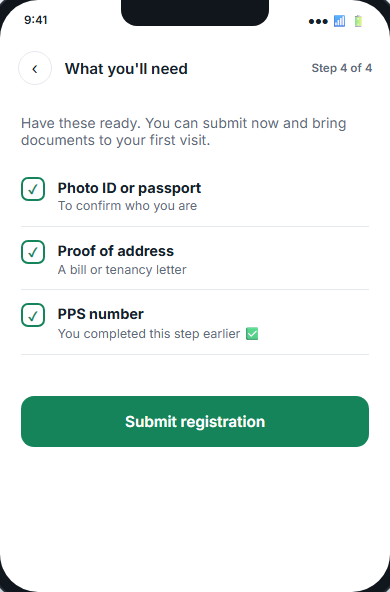 9:41
What you'll need
Step 4 of 4
Have these ready. You can submit now and bring
documents to your first visit.
Photo ID or passport
To confirm who you are
Proof of address
A bill or tenancy letter
PPS number
You completed this step earlier ✅
Submit registration